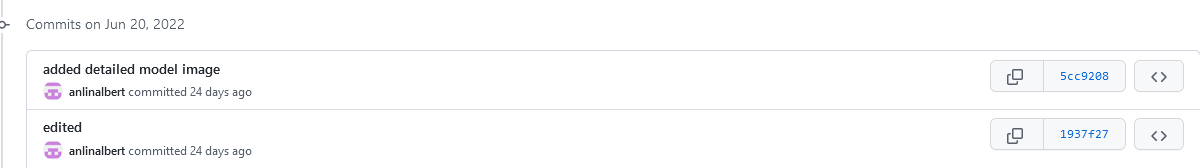 Commits on Jun 20, 2022
added detailed model image
5cc9208
anlinalbert committed 24 days ago
edited
1937f27
anlinalbert committed 24 days ago